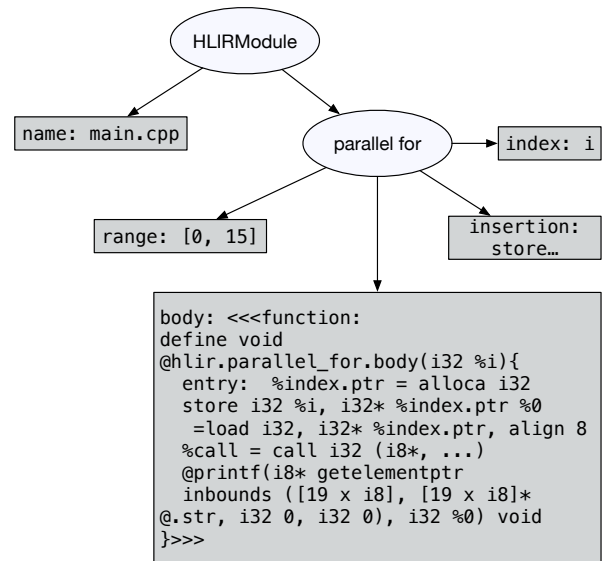 HLIRModule
name: main.cpp
parallel for
index: i
range: [0, 15]
insertion:
store…
body: <<<function:
define void
@hlir.parallel_for.body(i32 %i){
entry:  %index.ptr = alloca i32
store i32 %i, i32* %index.ptr %0
=load i32, i32* %index.ptr, align 8
%call = call i32 (i8*, ...)
@printf(i8* getelementptr
inbounds ([19 x i8], [19 x i8]*
@.str, i32 0, i32 0), i32 %0) void
}>>>